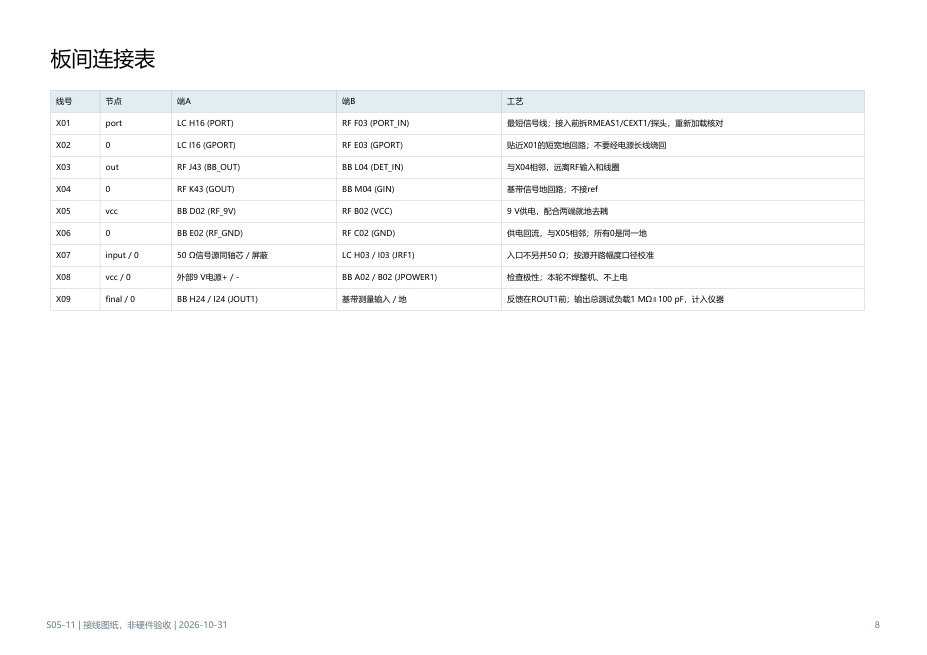 板间连接表
线号 节点 端A 端B 工艺
X01 port LC H16 (PORT) RF F03 (PORT_IN) 最短信号线；接入前拆RMEAS1/CEXT1/探头，重新加载核对
X02 0 LC I16 (GPORT) RF E03 (GPORT) 贴近X01的短宽地回路；不要经电源长线绕回
X03 out RF J43 (BB_OUT) BB L04 (DET_IN) 与X04相邻，远离RF输入和线圈
X04 0 RF K43 (GOUT) BB M04 (GIN) 基带信号地回路；不接ref
X05 vcc BB D02 (RF_9V) RF B02 (VCC) 9 V供电，配合两端就地去耦
X06 0 BB E02 (RF_GND) RF C02 (GND) 供电回流，与X05相邻；所有0是同一地
X07 input / 0 50 Ω信号源同轴芯 / 屏蔽 LC H03 / I03 (JRF1) 入口不另并50 Ω；按源开路幅度口径校准
X08 vcc / 0 外部9 V电源+ / - BB A02 / B02 (JPOWER1) 检查极性；本轮不焊整机、不上电
X09 final / 0 BB H24 / I24 (JOUT1) 基带测量输入 / 地 反馈在ROUT1前；输出总测试负载1 MΩ∥100 pF，计入仪器
S05-11 | 接线图纸，非硬件验收 | 2026-10-31 8